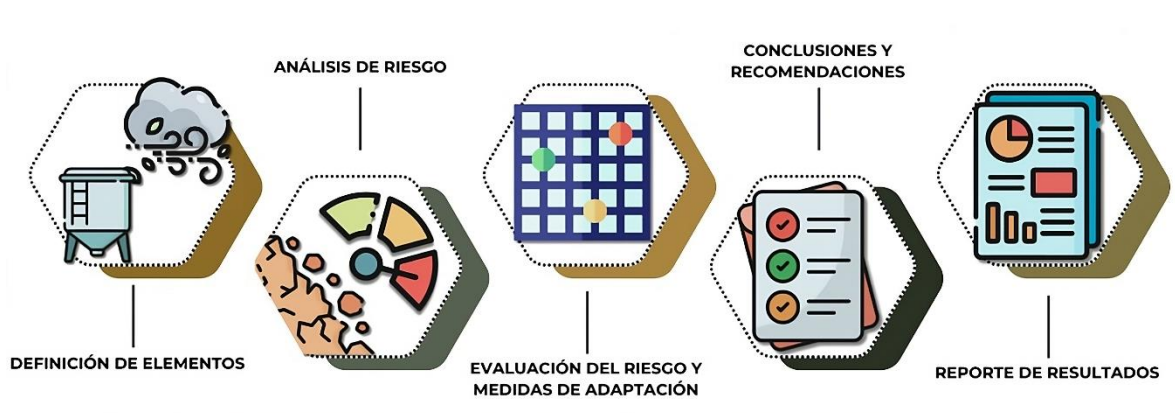 DEFINICIÓN DE ELEMENTOS
ANÁLISIS DE RIESGO
EVALUACIÓN DEL RIESGO Y
MEDIDAS DE ADAPTACIÓN
CONCLUSIONES Y
RECOMENDACIONES
REPORTE DE RESULTADOS